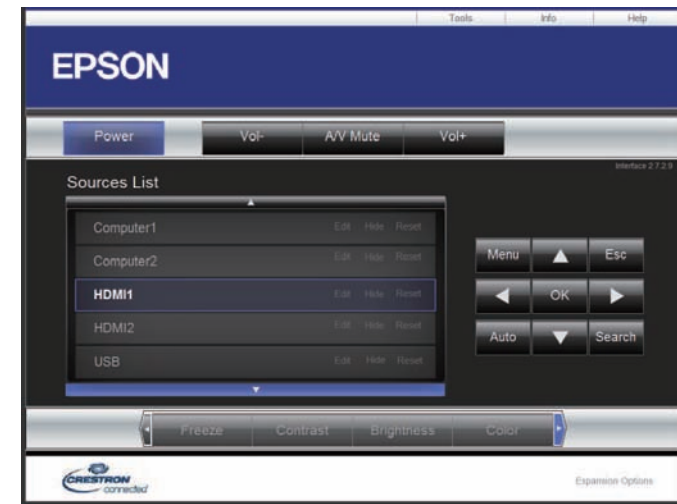 Tools Info Help
EPSON
Power Vol- A/V Mute Vol+
Interface 2.7.2.9
Sources List
Computer1 Edit Hide Reset
Computer2 Edit Hide Reset
HDMI1 Edit Hide Reset
HDMI2 Edit Hide Reset
USB Edit Hide Reset
Menu Esc
OK
Auto Search
Freeze Contrast Brightness Color
CRESTRON
connected
Expansion Options